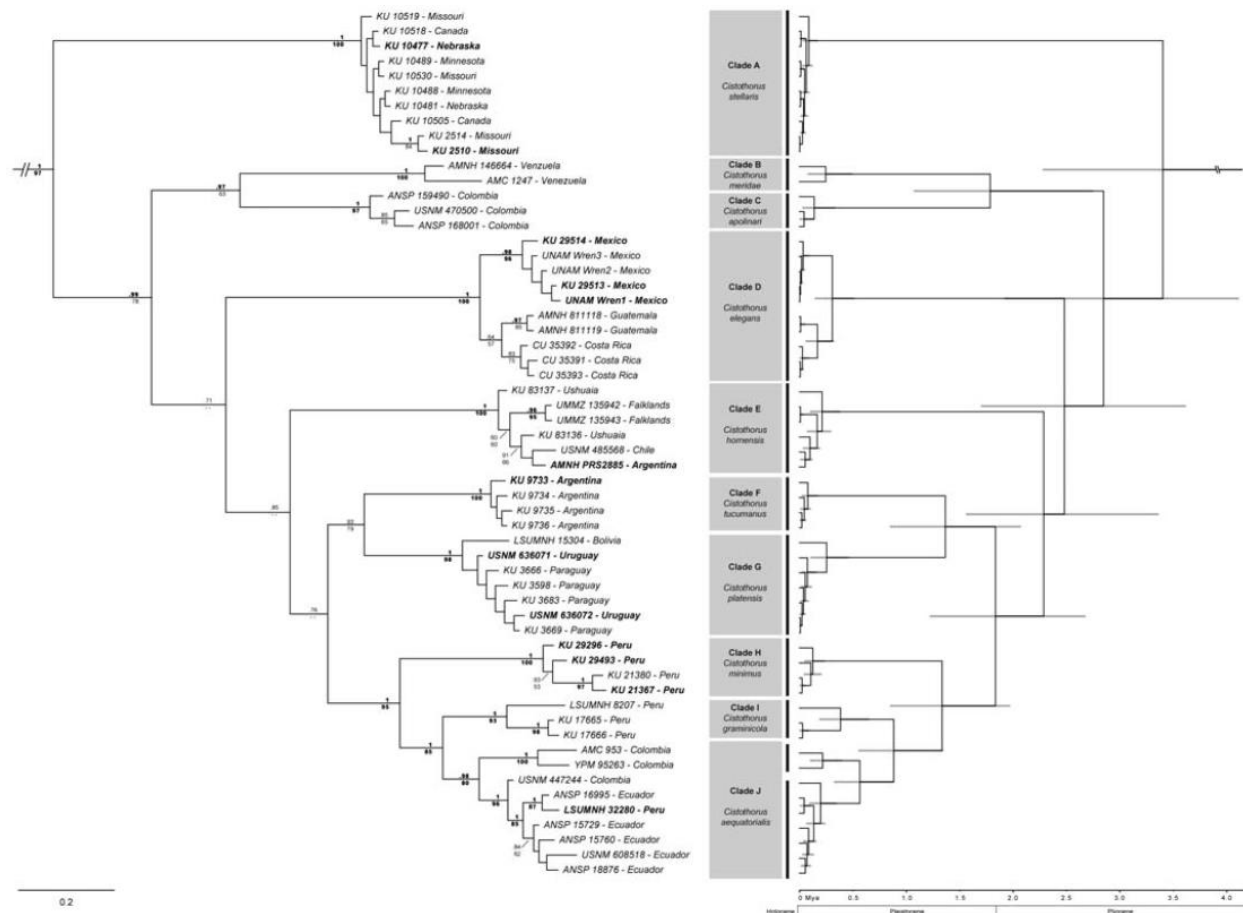 KU 10519 - Missouri
KU 10518 - Canada
KU 10477 - Nebraska
KU 10489 - Minnesota
KU 10530 - Missouri
KU 10488 - Minnesota
KU 10481 - Nebraska
KU 10505 - Canada
KU 2514 - Missouri
KU 2510 - Missouri
AMNH 146664 - Venzuela
AMC 1247 - Venezuela
ANSP 159490 - Colombia
USNM 470500 - Colombia
ANSP 168001 - Colombia
KU 29514 - Mexico
UNAM Wren3 - Mexico
UNAM Wren2 - Mexico
KU 29513 - Mexico
UNAM Wren1 - Mexico
AMNH 811118 - Guatemala
AMNH 811119 - Guatemala
CU 35392 - Costa Rica
CU 35391 - Costa Rica
CU 35393 - Costa Rica
KU 83137 - Ushuaia
UMMZ 135942 - Falklands
UMMZ 135943 - Falklands
KU 83136 - Ushuaia
USNM 485568 - Chile
AMNH PRS2885 - Argentina
KU 9733 - Argentina
KU 9734 - Argentina
KU 9735 - Argentina
KU 9736 - Argentina
LSUMNH 15304 - Bolivia
USNM 636071 - Uruguay
KU 3666 - Paraguay
KU 3598 - Paraguay
KU 3683 - Paraguay
USNM 636072 - Uruguay
KU 3669 - Paraguay
KU 29296 - Peru
KU 29493 - Peru
KU 21380 - Peru
KU 21367 - Peru
LSUMNH 8207 - Peru
KU 17665 - Peru
KU 17666 - Peru
AMC 953 - Colombia
YPM 95263 - Colombia
USNM 447244 - Colombia
ANSP 16995 - Ecuador
LSUMNH 32280 - Peru
ANSP 15729 - Ecuador
ANSP 15760 - Ecuador
USNM 608518 - Ecuador
ANSP 18876 - Ecuador
0.2
Clade A
Cistothorus
stellaris
Clade B
Cistothorus
meridae
Clade C
Cistothorus
apolinari
Clade D
Cistothorus
elegans
Clade E
Cistothorus
hornensis
Clade F
Cistothorus
tucumanus
Clade G
Cistothorus
platensis
Clade H
Cistothorus
minimus
Clade I
Cistothorus
graminicola
Clade J
Cistothorus
aequatorialis
0 Mya 0.5 1.0 1.5 2.0 2.5 3.0 3.5 4.0
Holocene Pleistocene Pliocene